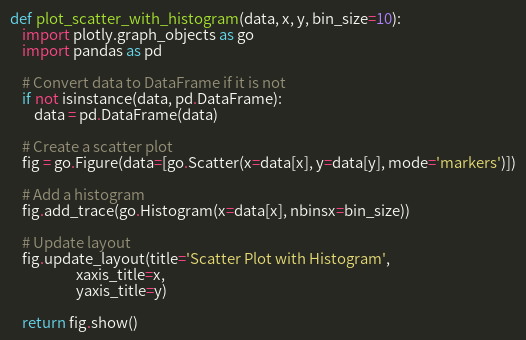 def plot_scatter_with_histogram(data, x, y, bin_size=10):
    import plotly.graph_objects as go
    import pandas as pd

    # Convert data to DataFrame if it is not
    if not isinstance(data, pd.DataFrame):
        data = pd.DataFrame(data)

    # Create a scatter plot
    fig = go.Figure(data=[go.Scatter(x=data[x], y=data[y], mode='markers')])

    # Add a histogram
    fig.add_trace(go.Histogram(x=data[x], nbinsx=bin_size))

    # Update layout
    fig.update_layout(title='Scatter Plot with Histogram',
                      xaxis_title=x,
                      yaxis_title=y)

    return fig.show()